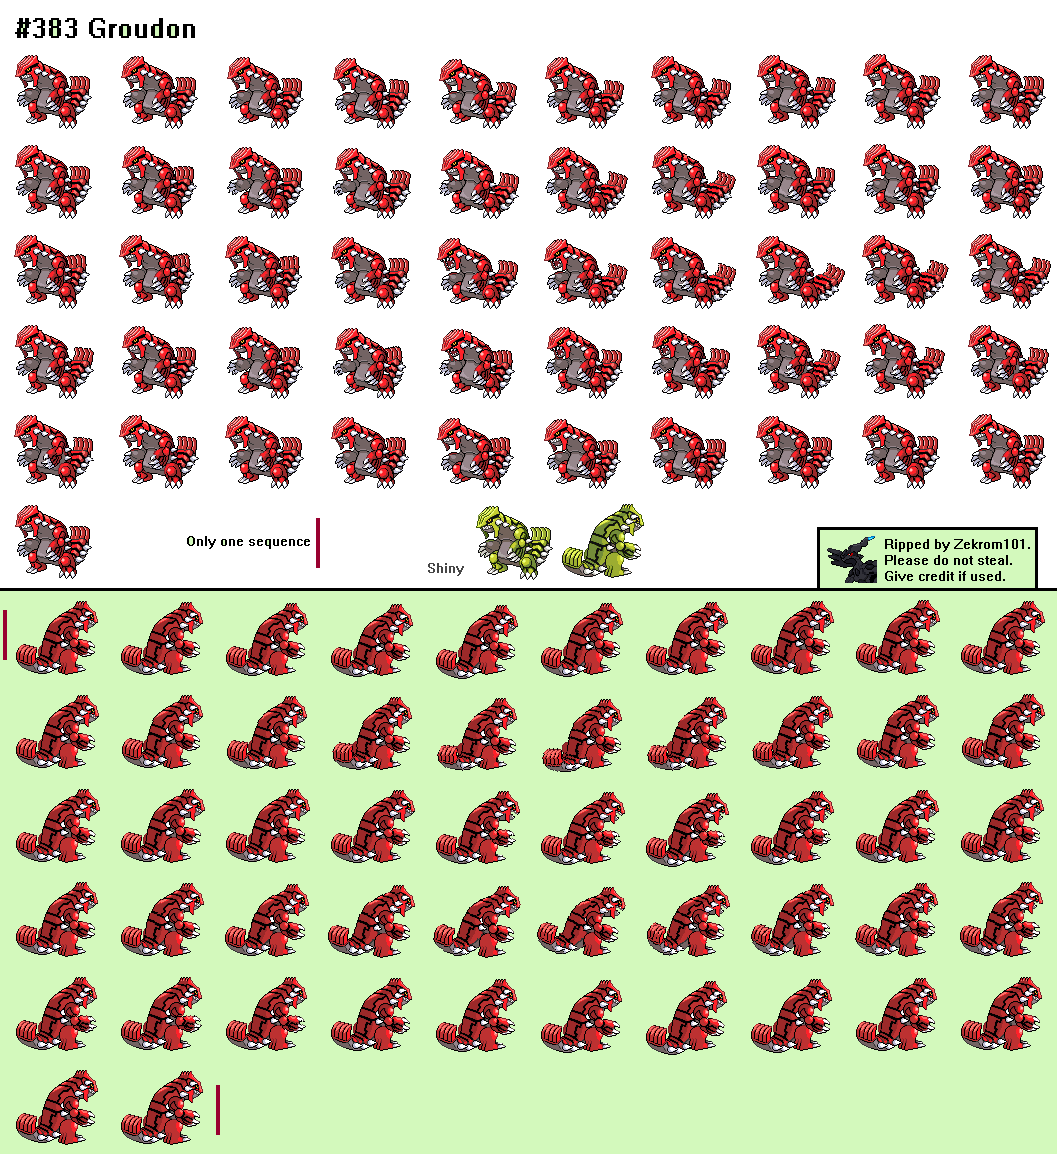 #383 Groudon
Only one sequence
Shiny
Ripped by Zekrom101.
Please do not steal.
Give credit if used.